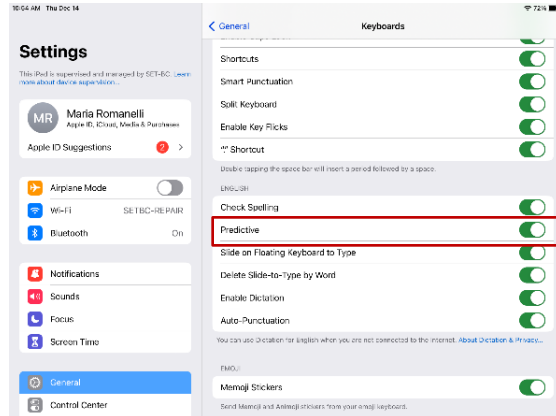 10:04 AM Thu Dec 14
72%
Settings
This iPad is supervised and managed by SET-BC. Learn
more about device supervision...
MR
Maria Romanelli
Apple ID, iCloud, Media & Purchases
Apple ID Suggestions
2
Airplane Mode
Wi-Fi
SETBC-REPAIR
Bluetooth
On
Notifications
Sounds
Focus
Screen Time
General
Control Center
General
Keyboards
Shortcuts
Smart Punctuation
Split Keyboard
Enable Key Flicks
"." Shortcut
Double tapping the space bar will insert a period followed by a space.
ENGLISH
Check Spelling
Predictive
Slide on Floating Keyboard to Type
Delete Slide-to-Type by Word
Enable Dictation
Auto-Punctuation
You can use Dictation for English when you are not connected to the internet. About Dictation & Privacy...
EMOJI
Memoji Stickers
Send Memoji and Animoji stickers from your emoji keyboard.